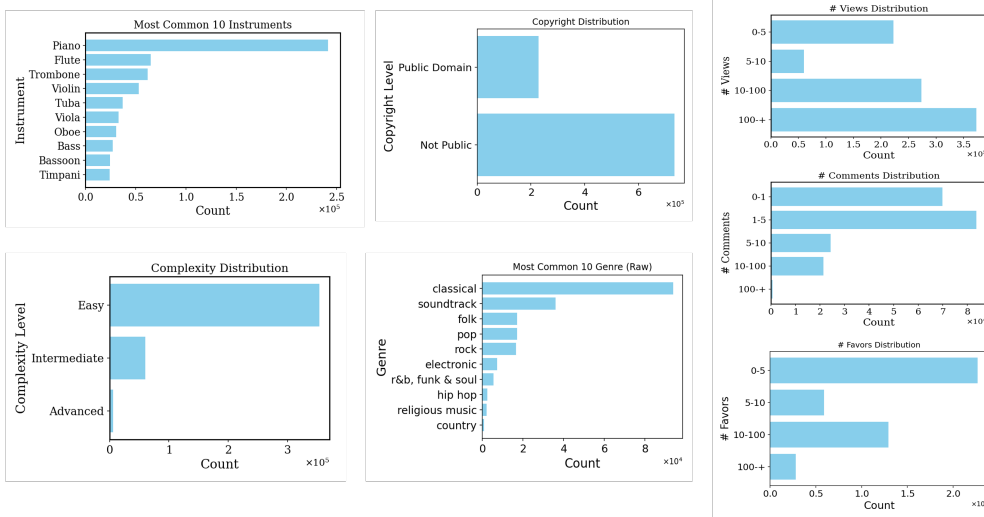 Most Common 10 Instruments
Instrument
Piano
Flute
Trombone
Violin
Tuba
Viola
Oboe
Bass
Bassoon
Timpani
0.0 0.5 1.0 1.5 2.0 2.5
Count
×10⁵
Copyright Distribution
Copyright Level
Public Domain
Not Public
0 2 4 6
Count
×10⁵
# Views Distribution
# Views
0-5
5-10
10-100
100-+
0.0 0.5 1.0 1.5 2.0 2.5 3.0 3.5
Count
# Comments Distribution
# Comments
0-1
1-5
5-10
10-100
100-+
0 1 2 3 4 5 6 7 8
Count
Complexity Distribution
Complexity Level
Easy
Intermediate
Advanced
0 1 2 3
Count
×10⁵
Most Common 10 Genre (Raw)
Genre
classical
soundtrack
folk
pop
rock
electronic
r&b, funk & soul
hip hop
religious music
country
0 2 4 6 8
Count
×10⁴
# Favors Distribution
# Favors
0-5
5-10
10-100
100-+
0.0 0.5 1.0 1.5 2.0
Count